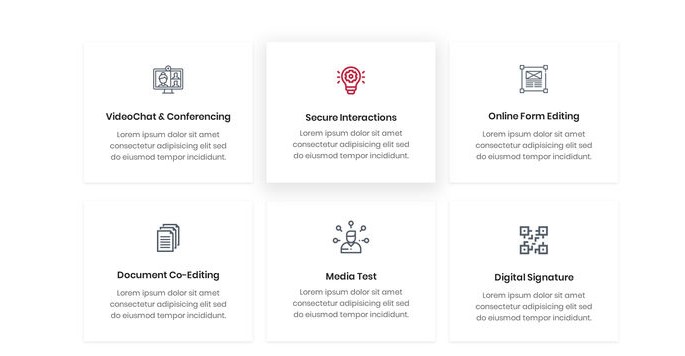 VideoChat & Conferencing
Lorem ipsum dolor sit amet
consectetur adipisicing elit sed
do eiusmod tempor incididunt.
Secure Interactions
Lorem ipsum dolor sit amet
consectetur adipisicing elit sed
do eiusmod tempor incididunt.
Online Form Editing
Lorem ipsum dolor sit amet
consectetur adipisicing elit sed
do eiusmod tempor incididunt.
Document Co-Editing
Lorem ipsum dolor sit amet
consectetur adipisicing elit sed
do eiusmod tempor incididunt.
Media Test
Lorem ipsum dolor sit amet
consectetur adipisicing elit sed
do eiusmod tempor incididunt.
Digital Signature
Lorem ipsum dolor sit amet
consectetur adipisicing elit sed
do eiusmod tempor incididunt.